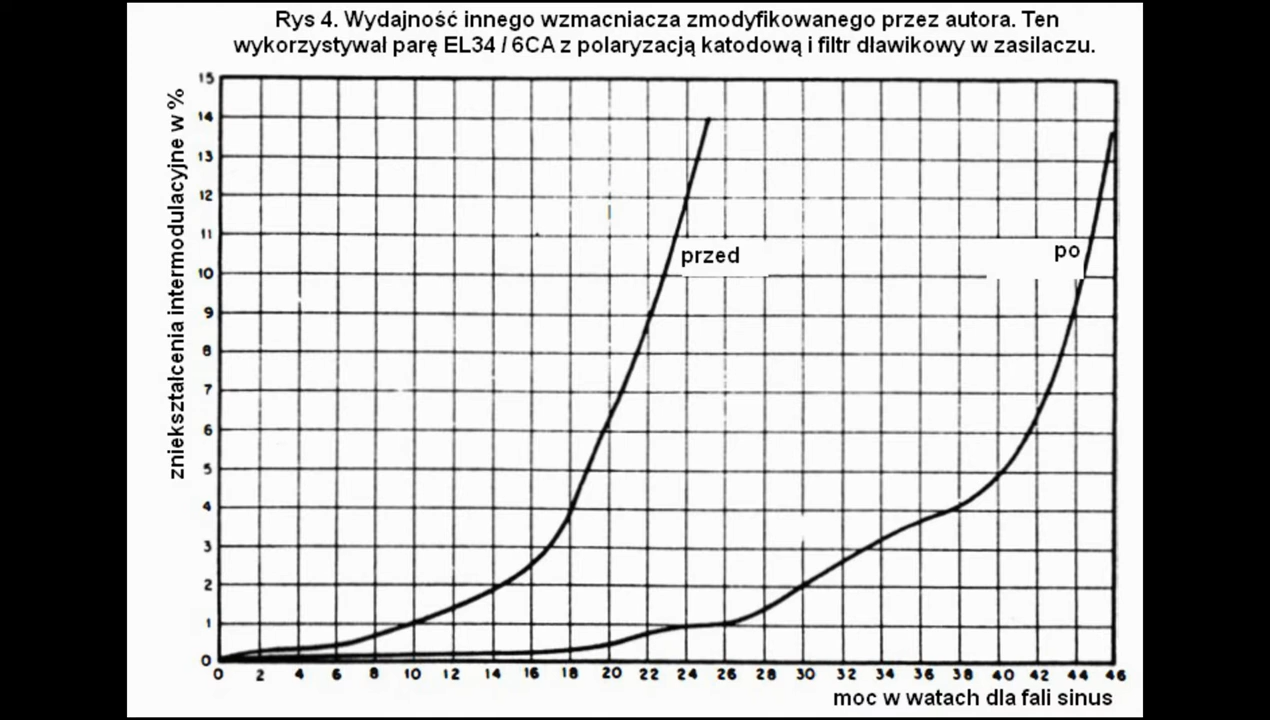 Rys 4. Wydajność innego wzmacniacza zmodyfikowanego przez autora. Ten
wykorzystywał parę EL34 / 6CA z polaryzacją katodową i filtr dławikowy w zasilaczu.
zniekształcenia intermodulacyjne w %
15
14
13
12
11
10
9
8
7
6
5
4
3
2
1
0
przed
po
0 2 4 6 8 10 12 14 16 18 20 22 24 26 28 30 32 34 36 38 40 42 44 46
moc w watach dla fali sinus